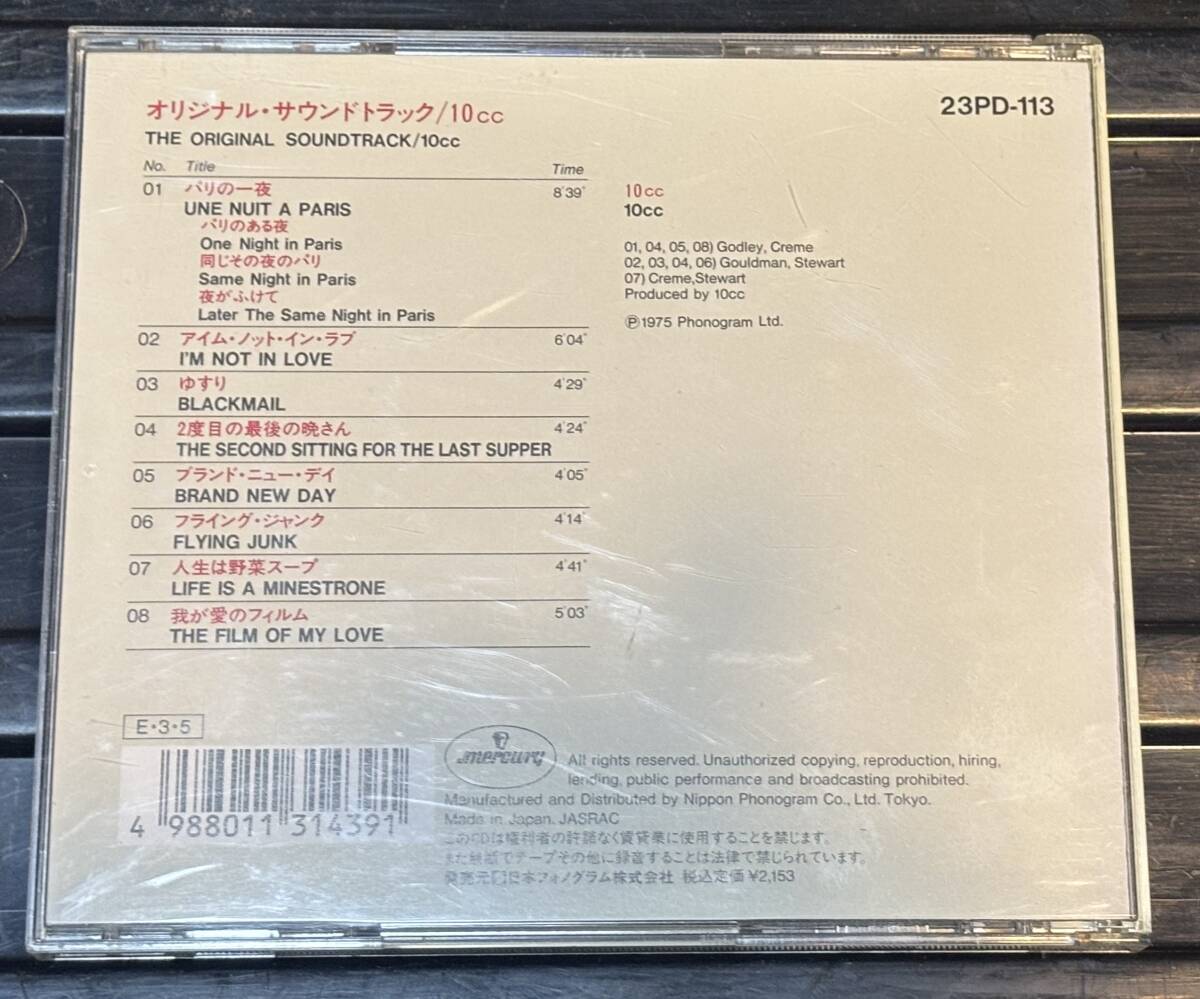 オリジナル・サウンドトラック/10cc
23PD-113
THE ORIGINAL SOUNDTRACK/10cc
No. Title Time
01 パリの一夜 8'39"
UNE NUIT A PARIS
パリのある夜
One Night in Paris
同じその夜のパリ
Same Night in Paris
夜がふけて
Later The Same Night in Paris
02 アイム・ノット・イン・ラブ 6'04"
I'M NOT IN LOVE
03 ゆすり 4'29"
BLACKMAIL
04 2度目の最後の晩さん 4'24"
THE SECOND SITTING FOR THE LAST SUPPER
05 ブランド・ニュー・デイ 4'05"
BRAND NEW DAY
06 フライング・ジャンク 4'14"
FLYING JUNK
07 人生は野菜スープ 4'41"
LIFE IS A MINESTRONE
08 我が愛のフィルム 5'03"
THE FILM OF MY LOVE
10cc
10cc
01, 04, 05, 08) Godley, Creme
02, 03, 04, 06) Gouldman, Stewart
07) Creme,Stewart
Produced by 10cc
℗1975 Phonogram Ltd.
E・3・5
4 988011 314391
mercury
All rights reserved. Unauthorized copying, reproduction, hiring,
lending, public performance and broadcasting prohibited.
Manufactured and Distributed by Nippon Phonogram Co., Ltd. Tokyo.
Made in Japan. JASRAC
このCDは権利者の許諾なく賃貸業に使用することを禁じます。
また無断でテープその他に録音することは法律で禁じられています。
発売元 日本フォノグラム株式会社 税込定価¥2,153